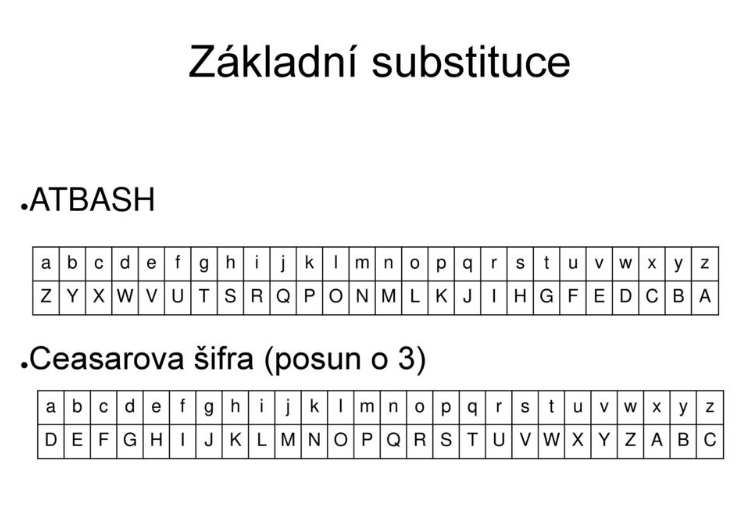 Základní substituce
●ATBASH
a b c d e f g h i j k l m n o p q r s t u v w x y z
Z Y X W V U T S R Q P O N M L K J I H G F E D C B A
●Ceasarova šifra (posun o 3)
a b c d e f g h i j k l m n o p q r s t u v w x y z
D E F G H I J K L M N O P Q R S T U V W X Y Z A B C